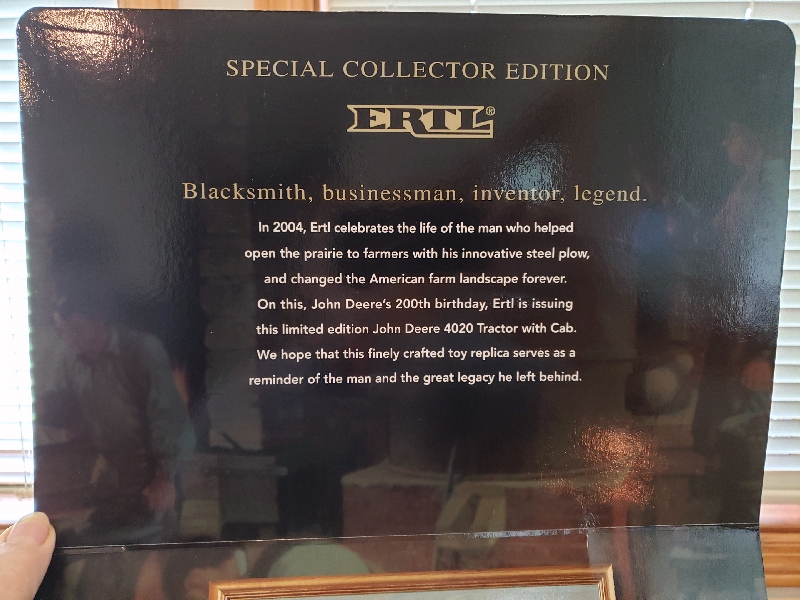 SPECIAL COLLECTOR EDITION
ERTL®
Blacksmith, businessman, inventor, legend.
In 2004, Ertl celebrates the life of the man who helped
open the prairie to farmers with his innovative steel plow,
and changed the American farm landscape forever.
On this, John Deere's 200th birthday, Ertl is issuing
this limited edition John Deere 4020 Tractor with Cab.
We hope that this finely crafted toy replica serves as a
reminder of the man and the great legacy he left behind.